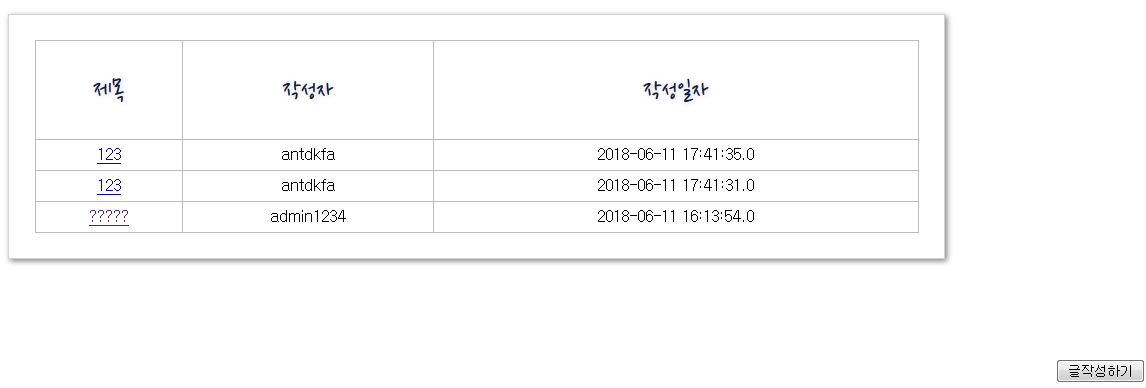 제목 작성자 작성일자
123 antdkfa 2018-06-11 17:41:35.0
123 antdkfa 2018-06-11 17:41:31.0
????? admin1234 2018-06-11 16:13:54.0
글작성하기